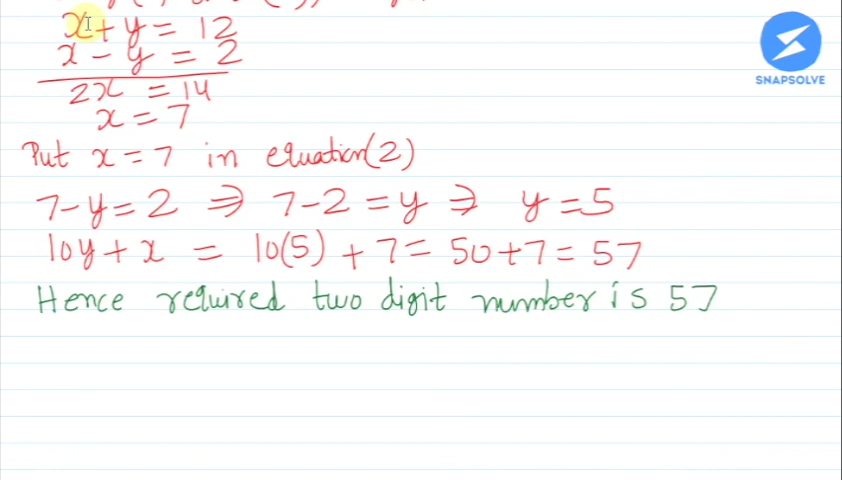 x + y = 12
x - y = 2
2x = 14
x = 7
Put x = 7 in equation(2)
7 - y = 2 ⇒ 7 - 2 = y ⇒ y = 5
10y + x = 10(5) + 7 = 50 + 7 = 57
Hence required two digit number is 57
SNAPSOLVE